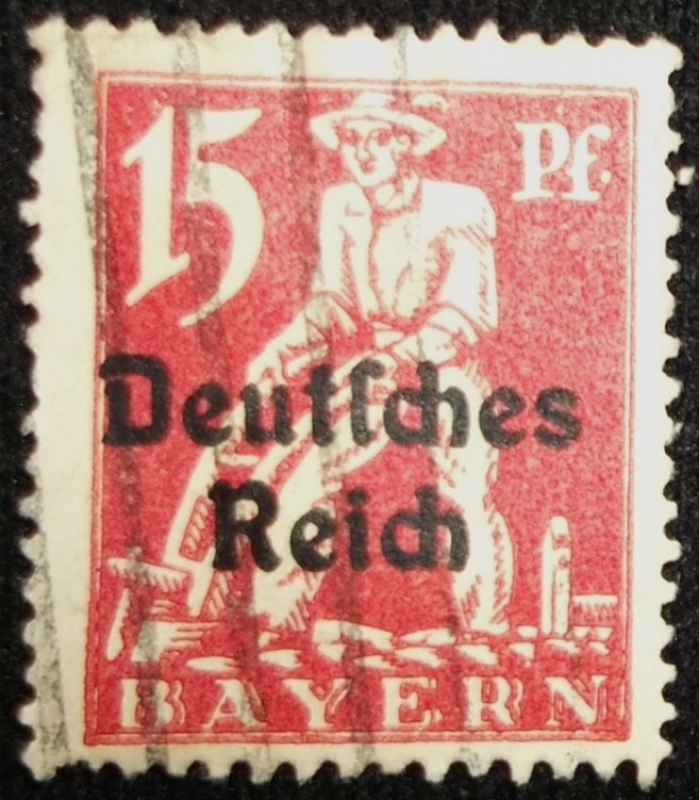 15 Pf.
Deutſches
Reich
BAYERN